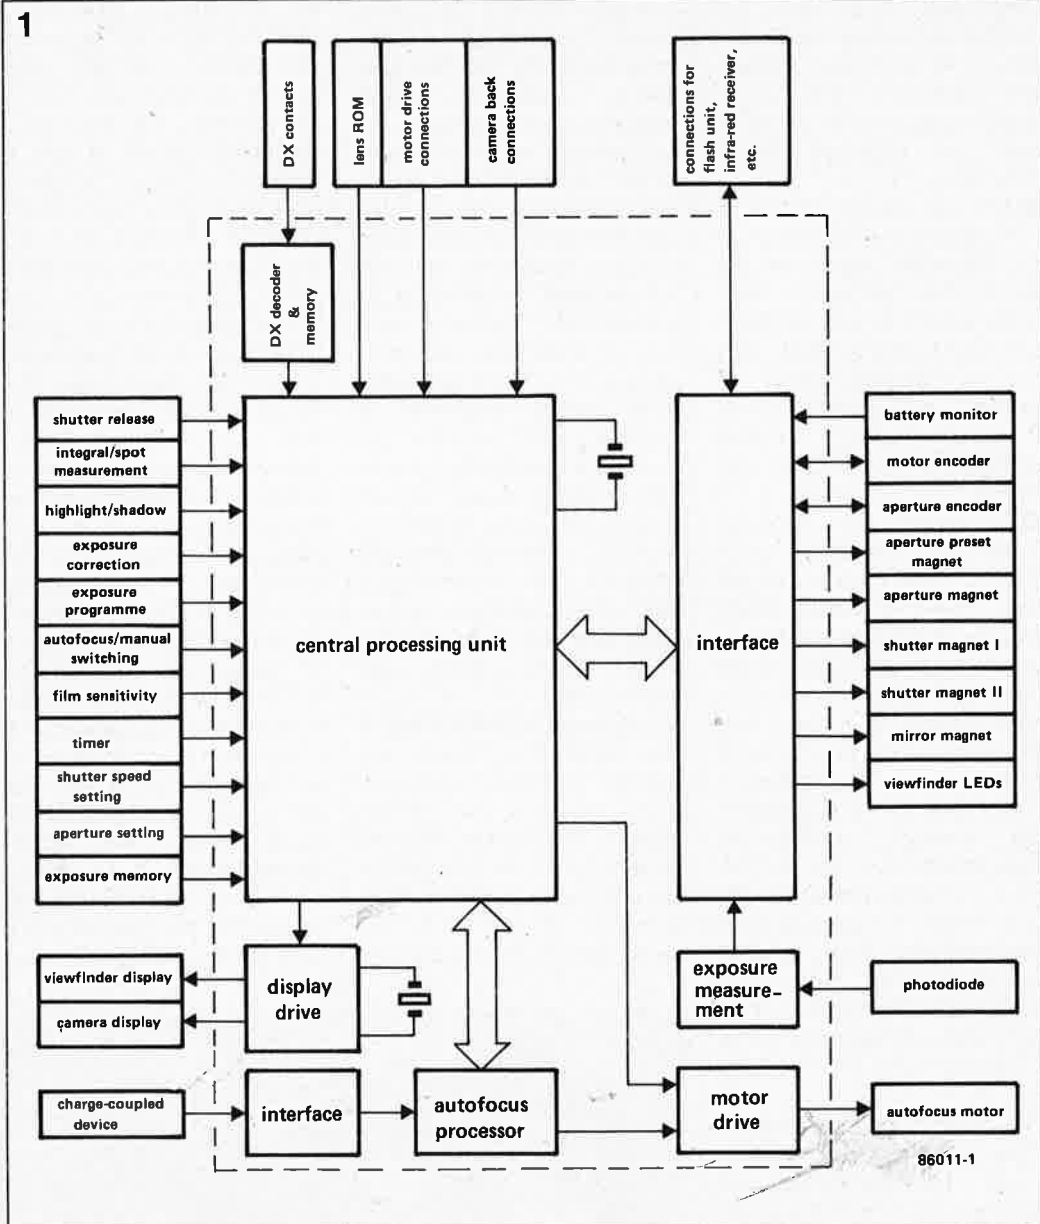 1
DX contacts
lens ROM
motor drive
connections
camera back
connections
connections for
flash unit,
infra-red receiver,
etc.
DX decoder
&
memory
shutter release
integral/spot
measurement
highlight/shadow
exposure
correction
exposure
programme
autofocus/manual
switching
film sensitivity
timer
shutter speed
setting
aperture setting
exposure memory
central processing unit
interface
battery monitor
motor encoder
aperture encoder
aperture preset
magnet
aperture magnet
shutter magnet I
shutter magnet II
mirror magnet
viewfinder LEDs
viewfinder display
camera display
display
drive
exposure
measure-
ment
photodiode
charge-coupled
device
interface
autofocus
processor
motor
drive
autofocus motor
86011-1